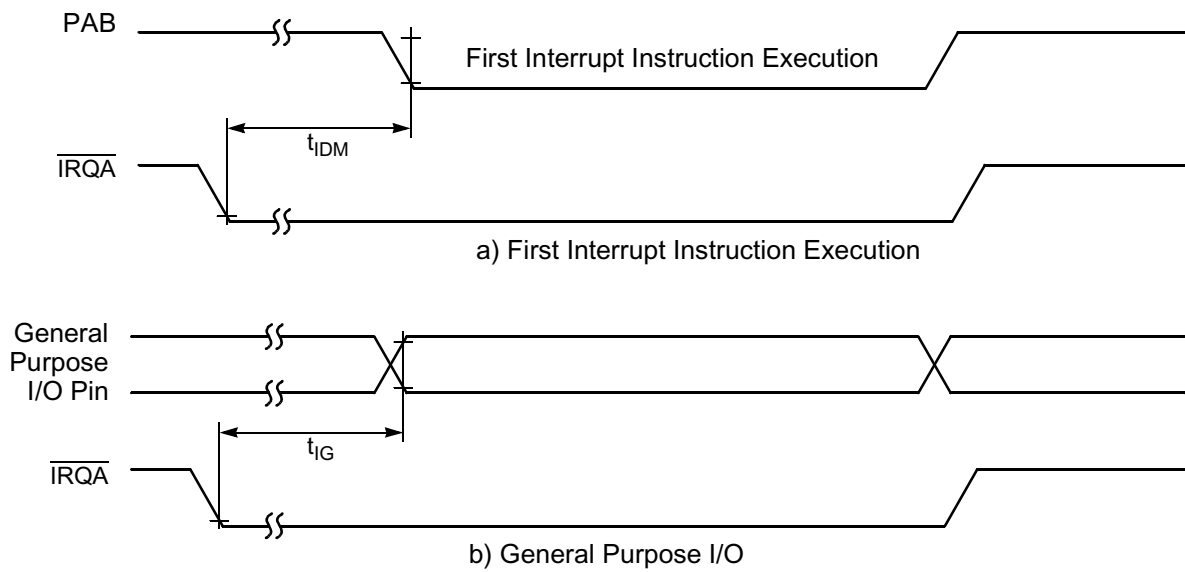 PAB
First Interrupt Instruction Execution
tIDM
IRQA
a) First Interrupt Instruction Execution
General
Purpose
I/O Pin
tIG
IRQA
b) General Purpose I/O